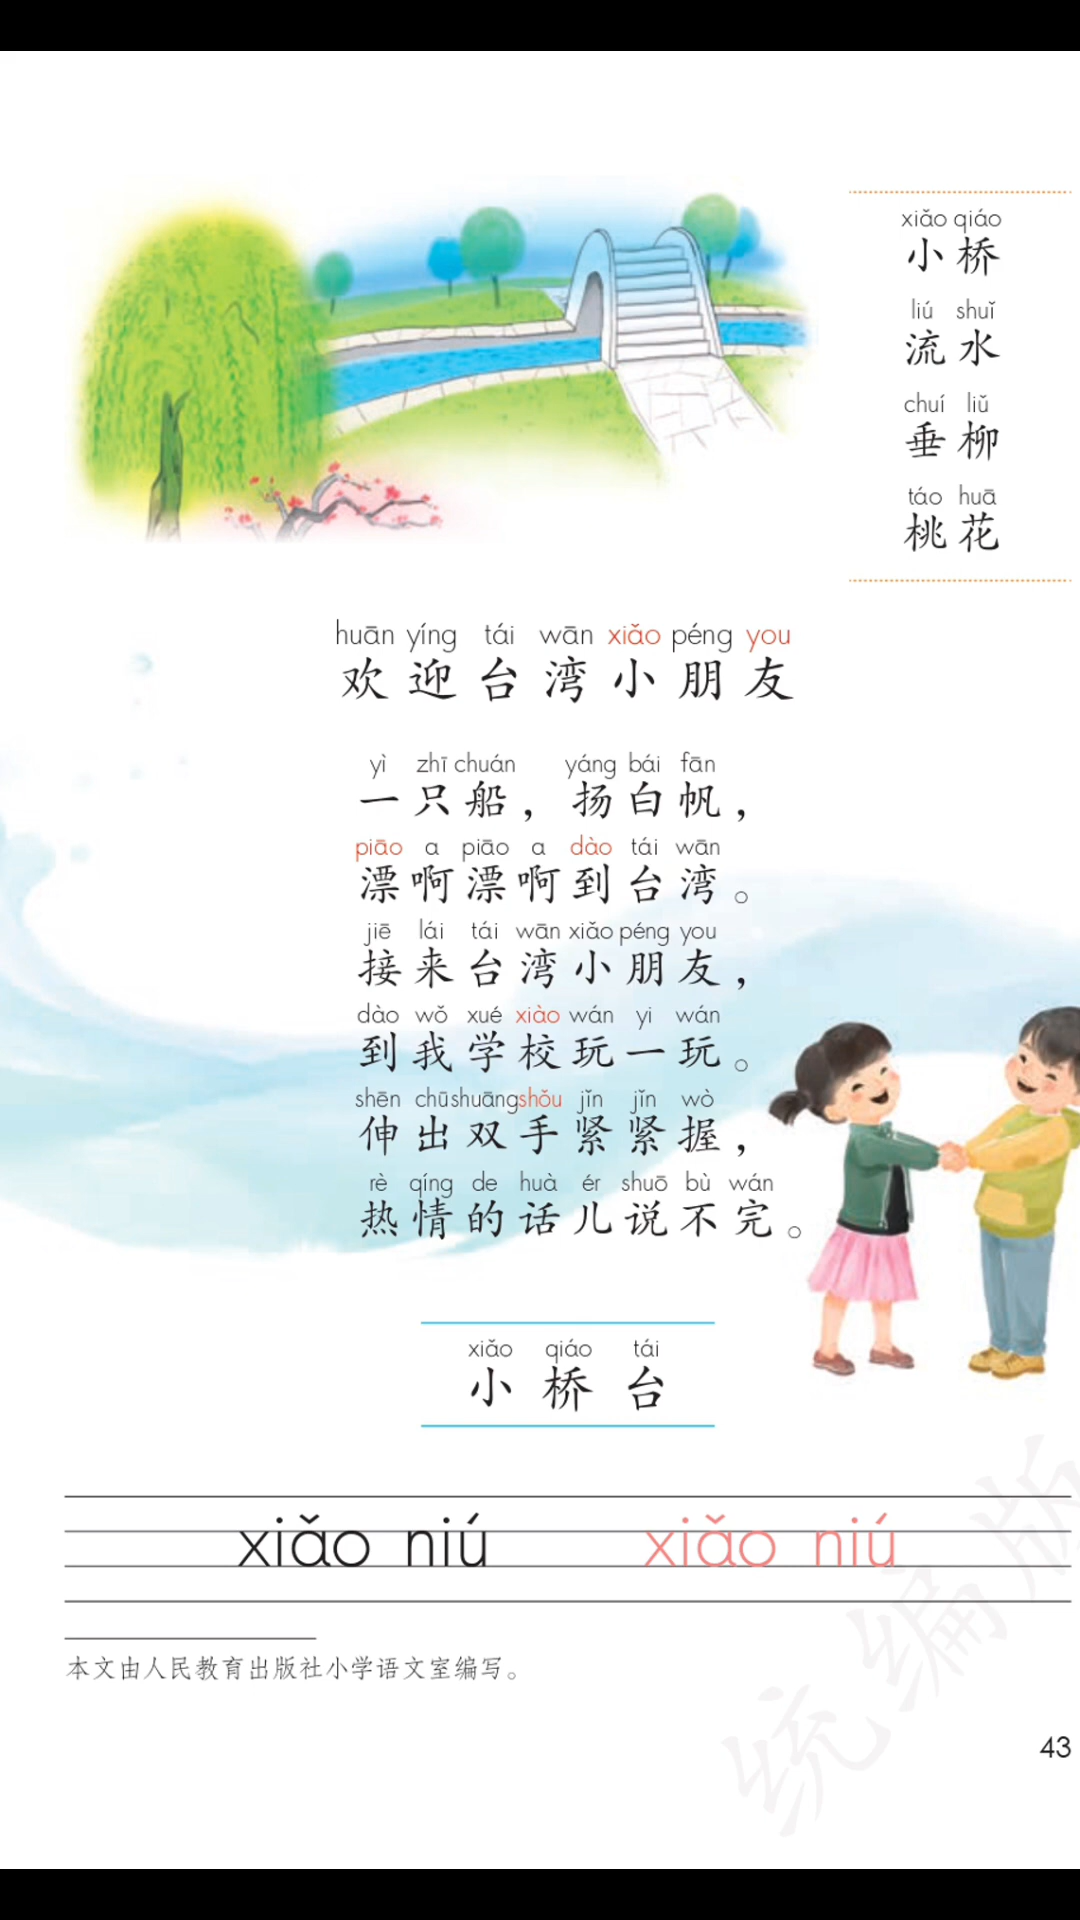 xiǎo qiáo
小桥
liú shuǐ
流水
chuí liǔ
垂柳
táo huā
桃花
huān yíng tái wān xiǎo péng you
欢迎台湾小朋友
yì zhī chuán yáng bái fān
一只船，扬白帆，
piāo a piāo a dào tái wān
漂啊漂啊到台湾。
jiē lái tái wān xiǎo péng you
接来台湾小朋友，
dào wǒ xué xiào wán yi wán
到我学校玩一玩。
shēn chū shuāng shǒu jǐn jǐn wò
伸出双手紧紧握，
rè qíng de huà ér shuō bù wán
热情的话儿说不完。
xiǎo qiáo tái
小桥台
xiǎo niú xiǎo niú
本文由人民教育出版社小学语文室编写。
统编版
43